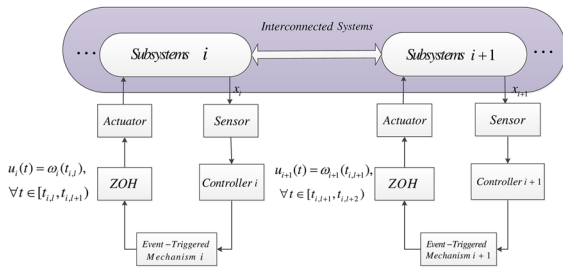 Interconnected Systems
... Subsystems i
Subsystems i+1 ...
x_i
x_{i+1}
Actuator
Sensor
Actuator
Sensor
u_i(t) = ω_i(t_{i,l}),
∀t ∈ [t_{i,l}, t_{i,l+1})
ZOH
Controller i
u_{i+1}(t) = ω_{i+1}(t_{i,l+1}),
∀t ∈ [t_{i,l+1}, t_{i,l+2})
ZOH
Controller i+1
Event-Triggered
Mechanism i
Event-Triggered
Mechanism i+1